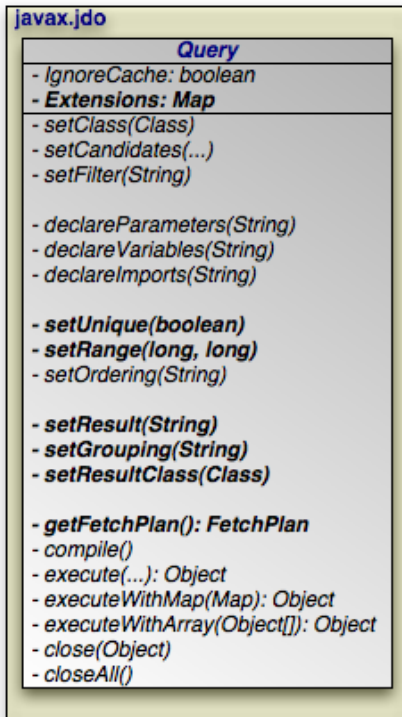 javax.jdo
Query
- IgnoreCache: boolean
- Extensions: Map
- setClass(Class)
- setCandidates(...)
- setFilter(String)
- declareParameters(String)
- declareVariables(String)
- declareImports(String)
- setUnique(boolean)
- setRange(long, long)
- setOrdering(String)
- setResult(String)
- setGrouping(String)
- setResultClass(Class)
- getFetchPlan(): FetchPlan
- compile()
- execute(...): Object
- executeWithMap(Map): Object
- executeWithArray(Object[]): Object
- close(Object)
- closeAll()